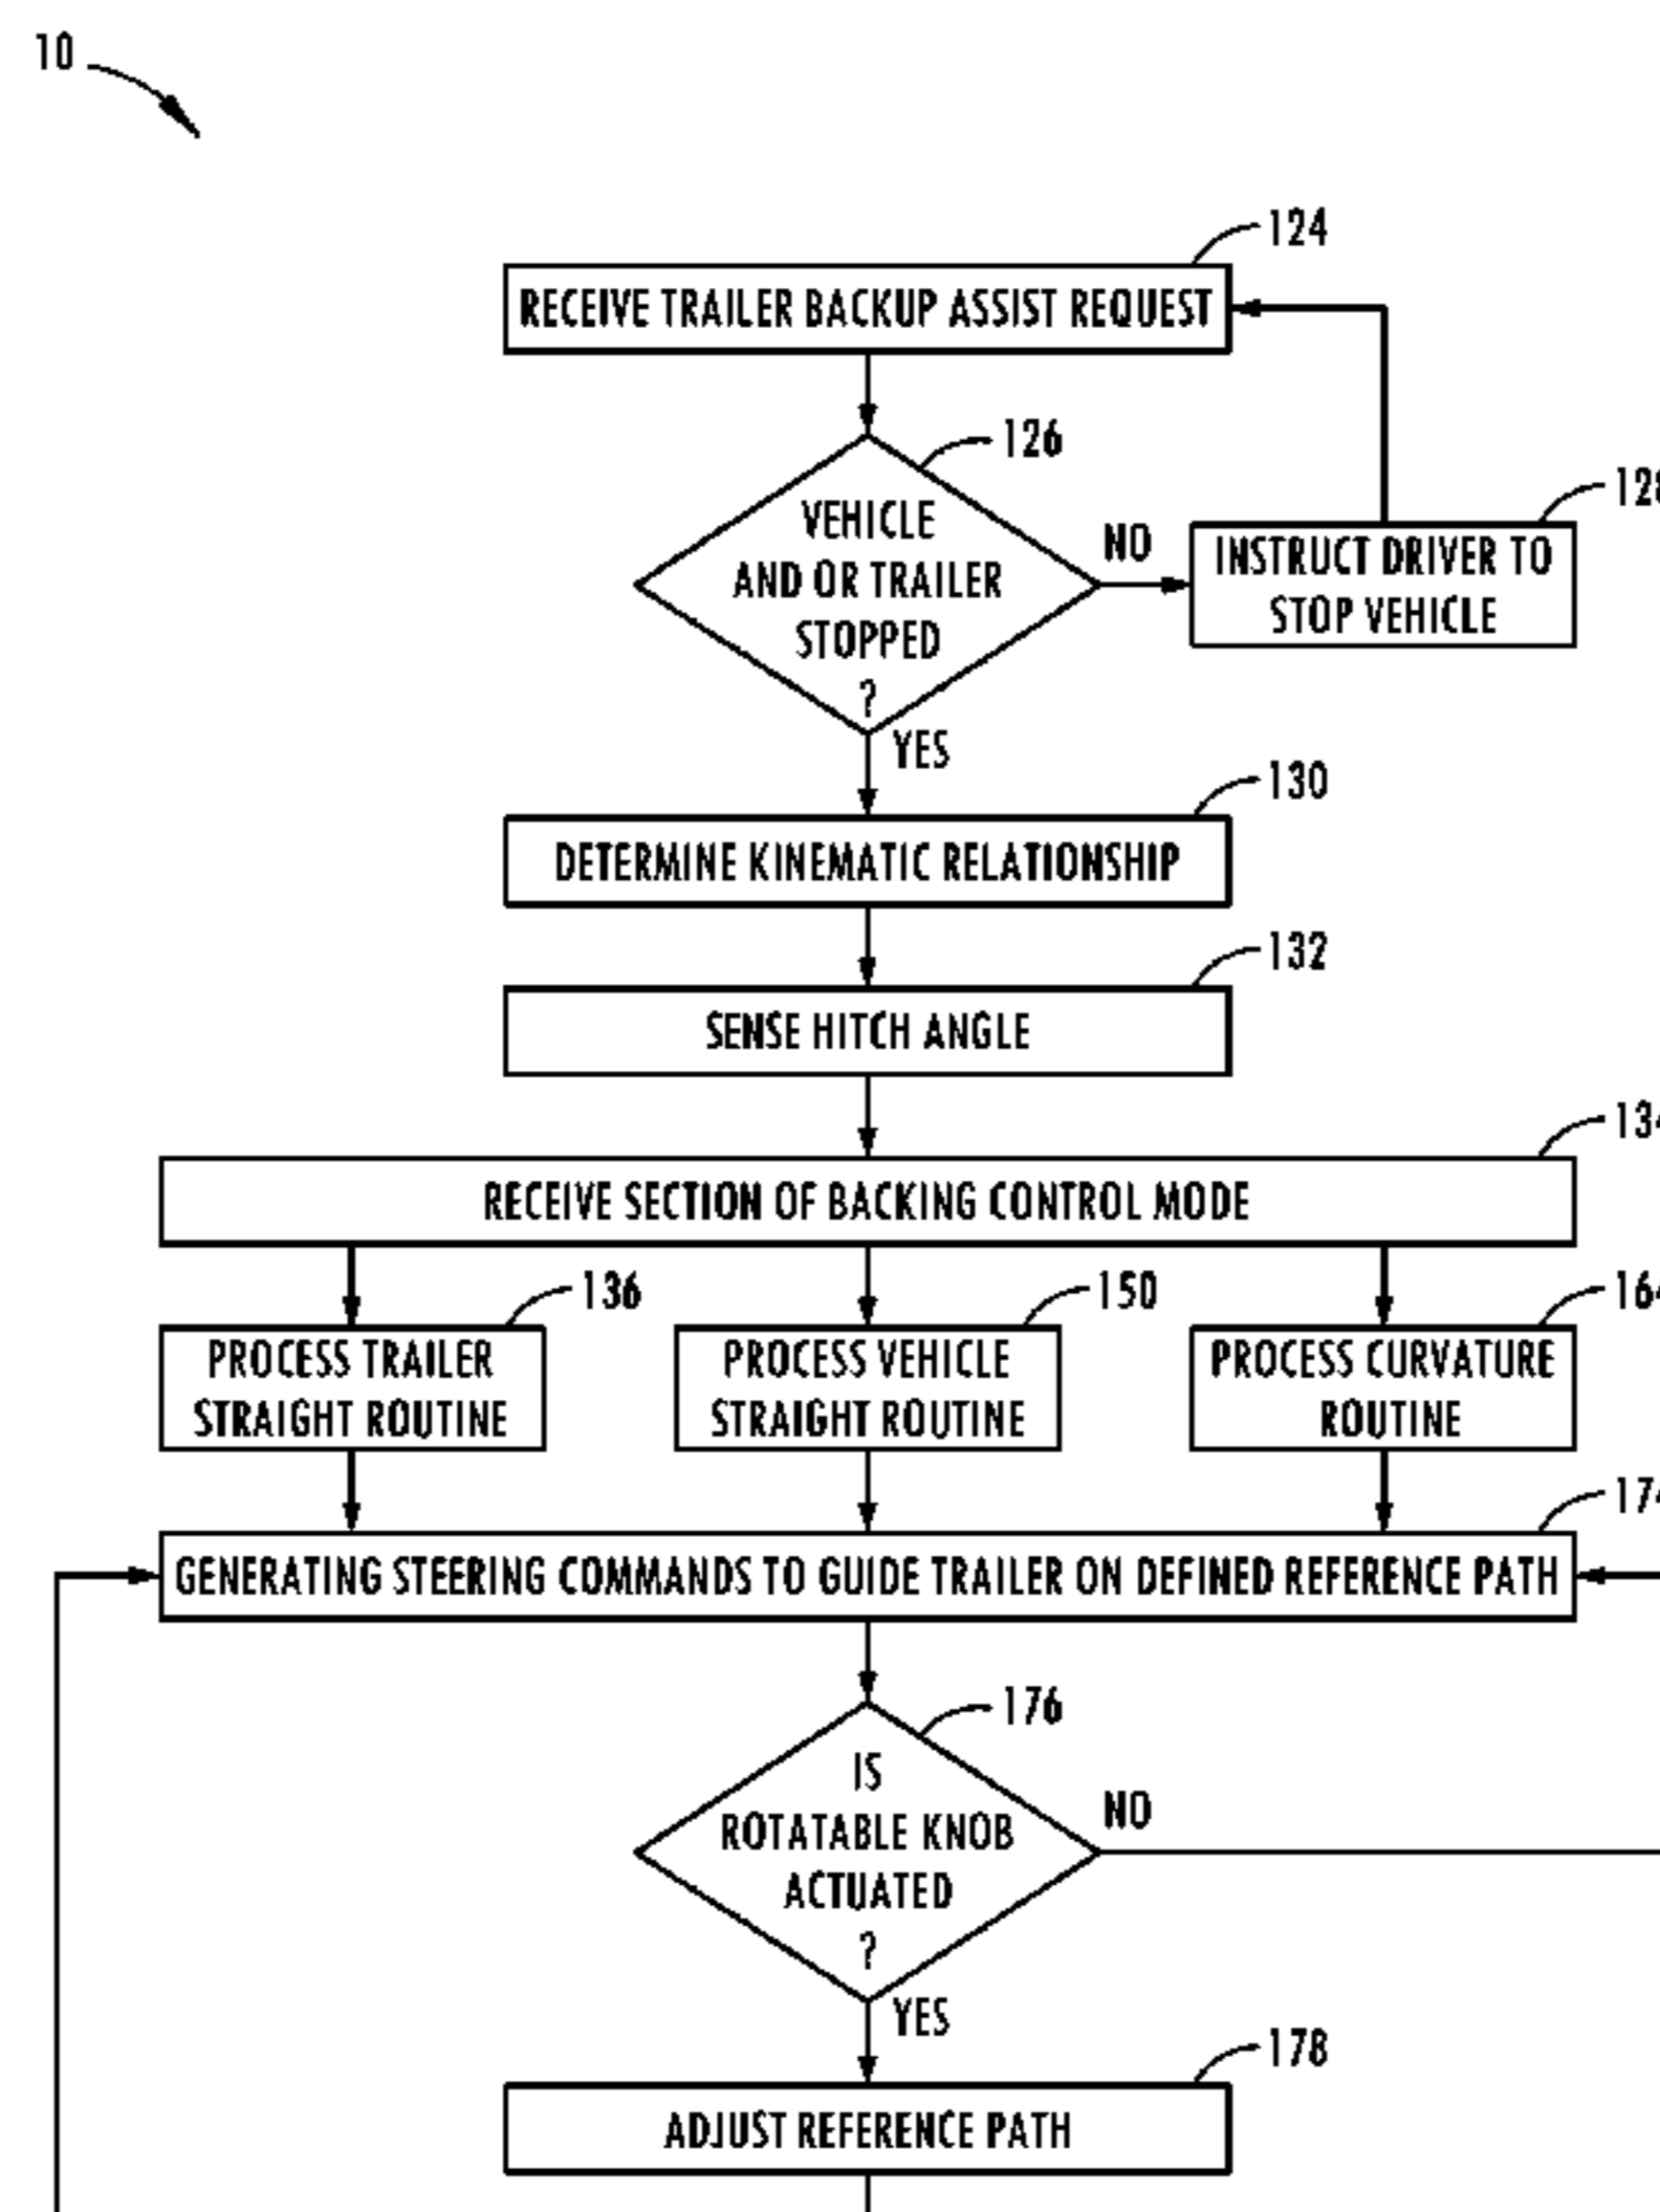 10
124
RECEIVE TRAILER BACKUP ASSIST REQUEST
126
VEHICLE
AND OR TRAILER
STOPPED
?
NO
INSTRUCT DRIVER TO
STOP VEHICLE
YES
130
DETERMINE KINEMATIC RELATIONSHIP
132
SENSE HITCH ANGLE
RECEIVE SECTION OF BACKING CONTROL MODE
136
150
PROCESS TRAILER
STRAIGHT ROUTINE
PROCESS VEHICLE
STRAIGHT ROUTINE
PROCESS CURVATURE
ROUTINE
GENERATING STEERING COMMANDS TO GUIDE TRAILER ON DEFINED REFERENCE PATH
176
IS
ROTATABLE KNOB
ACTUATED
?
NO
YES
178
ADJUST REFERENCE PATH